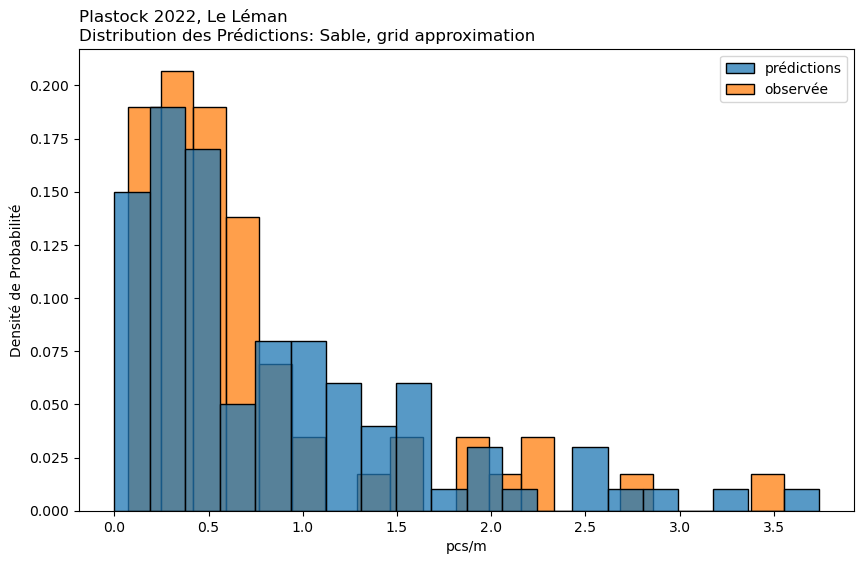 Plastock 2022, Le Léman
Distribution des Prédictions: Sable, grid approximation
prédictions
observée
Densité de Probabilité
0.200
0.175
0.150
0.125
0.100
0.075
0.050
0.025
0.000
0.0 0.5 1.0 1.5 2.0 2.5 3.0 3.5
pcs/m